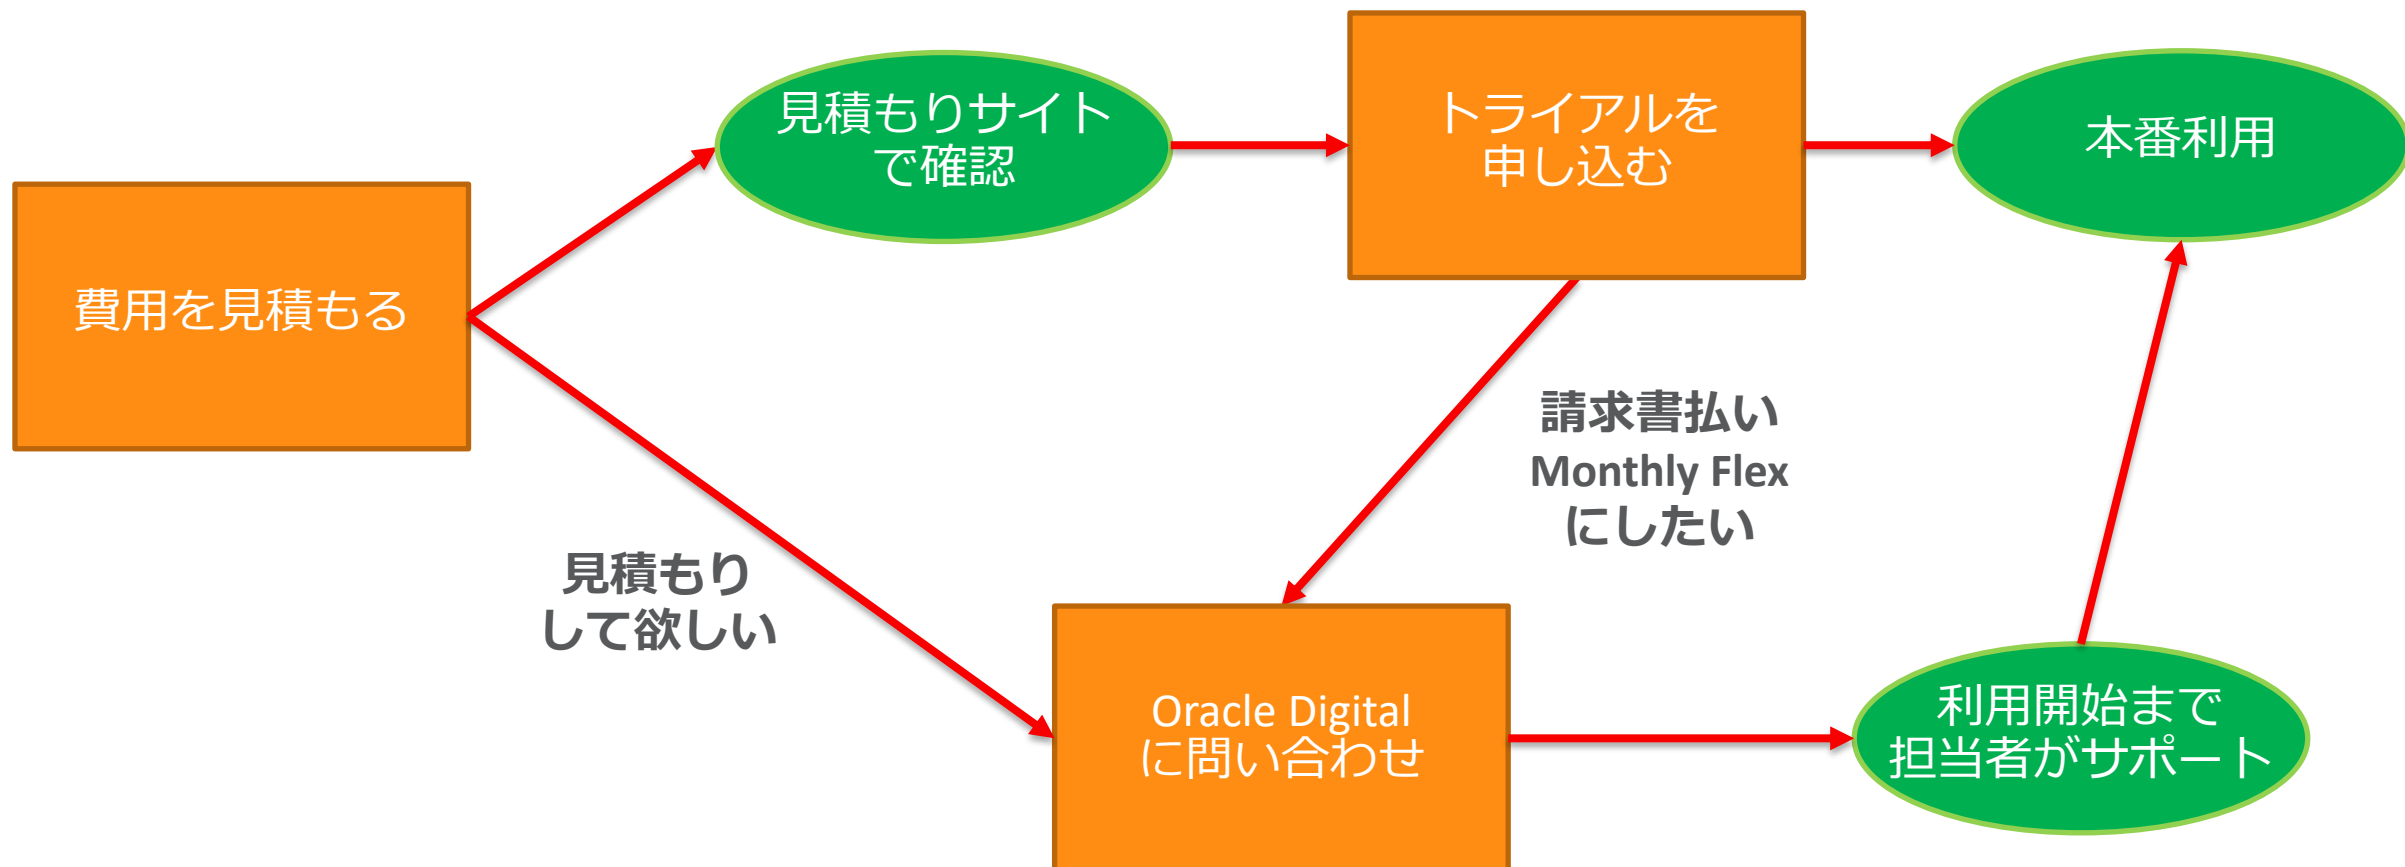 費用を見積もる
見積もりサイト
で確認
トライアルを
申し込む
本番利用
見積もり
して欲しい
請求書払い
Monthly Flex
にしたい
Oracle Digital
に問い合わせ
利用開始まで
担当者がサポート